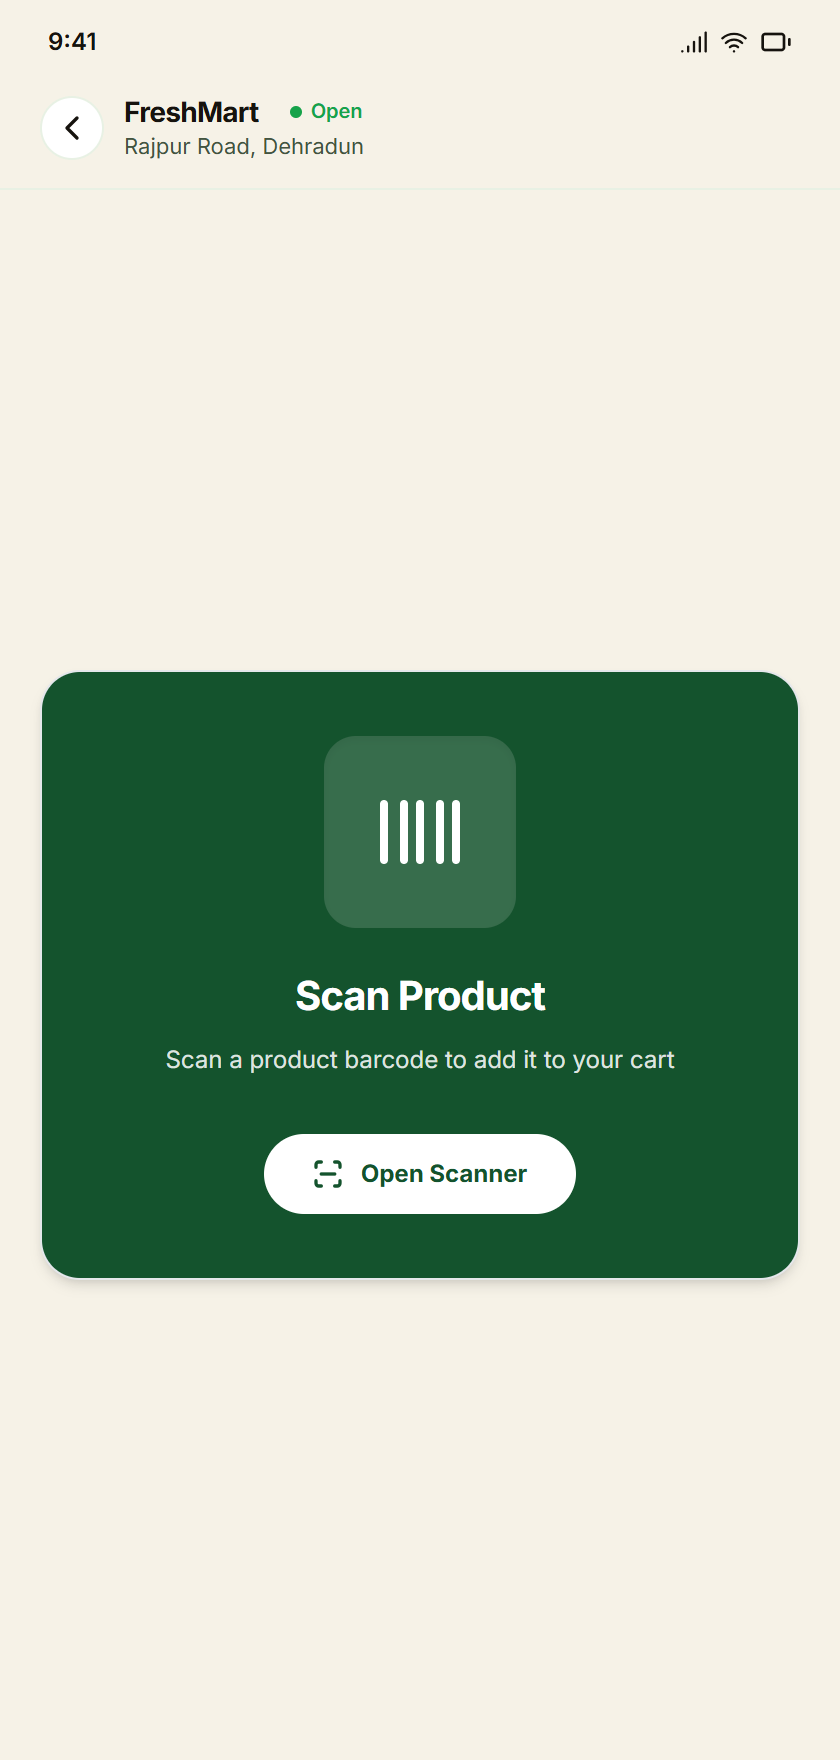 9:41
FreshMart Open
Rajpur Road, Dehradun
Scan Product
Scan a product barcode to add it to your cart
Open Scanner